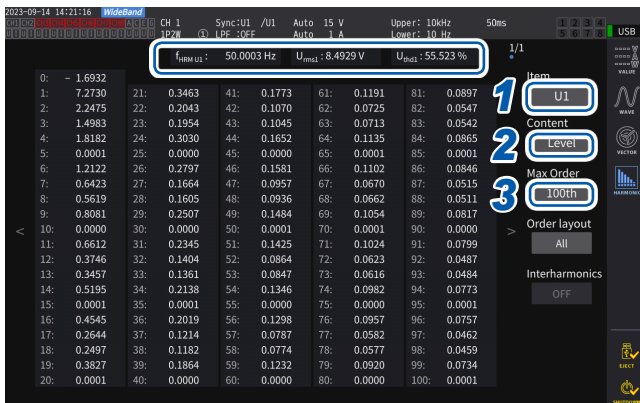 2023-09-14 14:21:16 WideBand
CH 1 Sync:U1 /U1 Auto 15 V Upper: 10kHz 50ms
1P2W ① LPF :OFF Auto 1 A Lower: 10 Hz
CH1 CH2 A C E G 1 2 3 4
5 6 7 8 USB
fHRM U1 : 50.0003 Hz Urms1 : 8.4929 V Uthd1 : 55.523 %
1/1
0: - 1.6932
1: 7.2730 21: 0.3463 41: 0.1773 61: 0.1191 81: 0.0897
2: 2.2475 22: 0.2043 42: 0.1070 62: 0.0725 82: 0.0547
3: 1.4983 23: 0.1954 43: 0.1045 63: 0.0713 83: 0.0542
4: 1.8182 24: 0.3030 44: 0.1652 64: 0.1135 84: 0.0865
5: 0.0001 25: 0.0000 45: 0.0000 65: 0.0001 85: 0.0001
6: 1.2122 26: 0.2797 46: 0.1581 66: 0.1102 86: 0.0846
7: 0.6423 27: 0.1664 47: 0.0957 67: 0.0670 87: 0.0515
8: 0.5619 28: 0.1605 48: 0.0936 68: 0.0662 88: 0.0511
9: 0.8081 29: 0.2507 49: 0.1484 69: 0.1054 89: 0.0817
< 10: 0.0000 30: 0.0000 50: 0.0001 70: 0.0001 90: 0.0000 >
11: 0.6612 31: 0.2345 51: 0.1425 71: 0.1024 91: 0.0799
12: 0.3746 32: 0.1404 52: 0.0864 72: 0.0623 92: 0.0487
13: 0.3457 33: 0.1361 53: 0.0847 73: 0.0616 93: 0.0484
14: 0.5195 34: 0.2138 54: 0.1346 74: 0.0982 94: 0.0773
15: 0.0001 35: 0.0001 55: 0.0000 75: 0.0000 95: 0.0001
16: 0.4545 36: 0.2019 56: 0.1298 76: 0.0957 96: 0.0757
17: 0.2644 37: 0.1214 57: 0.0787 77: 0.0582 97: 0.0462
18: 0.2497 38: 0.1182 58: 0.0774 78: 0.0577 98: 0.0459
19: 0.3827 39: 0.1864 59: 0.1232 79: 0.0920 99: 0.0734
20: 0.0001 40: 0.0000 60: 0.0000 80: 0.0000 100: 0.0001
Item
1 U1
Content
2 Level
Max Order
3 100th
Order layout
All
Interharmonics
OFF
VALUE
WAVE
VECTOR
HARMONIC
EJECT
SHUTDOWN